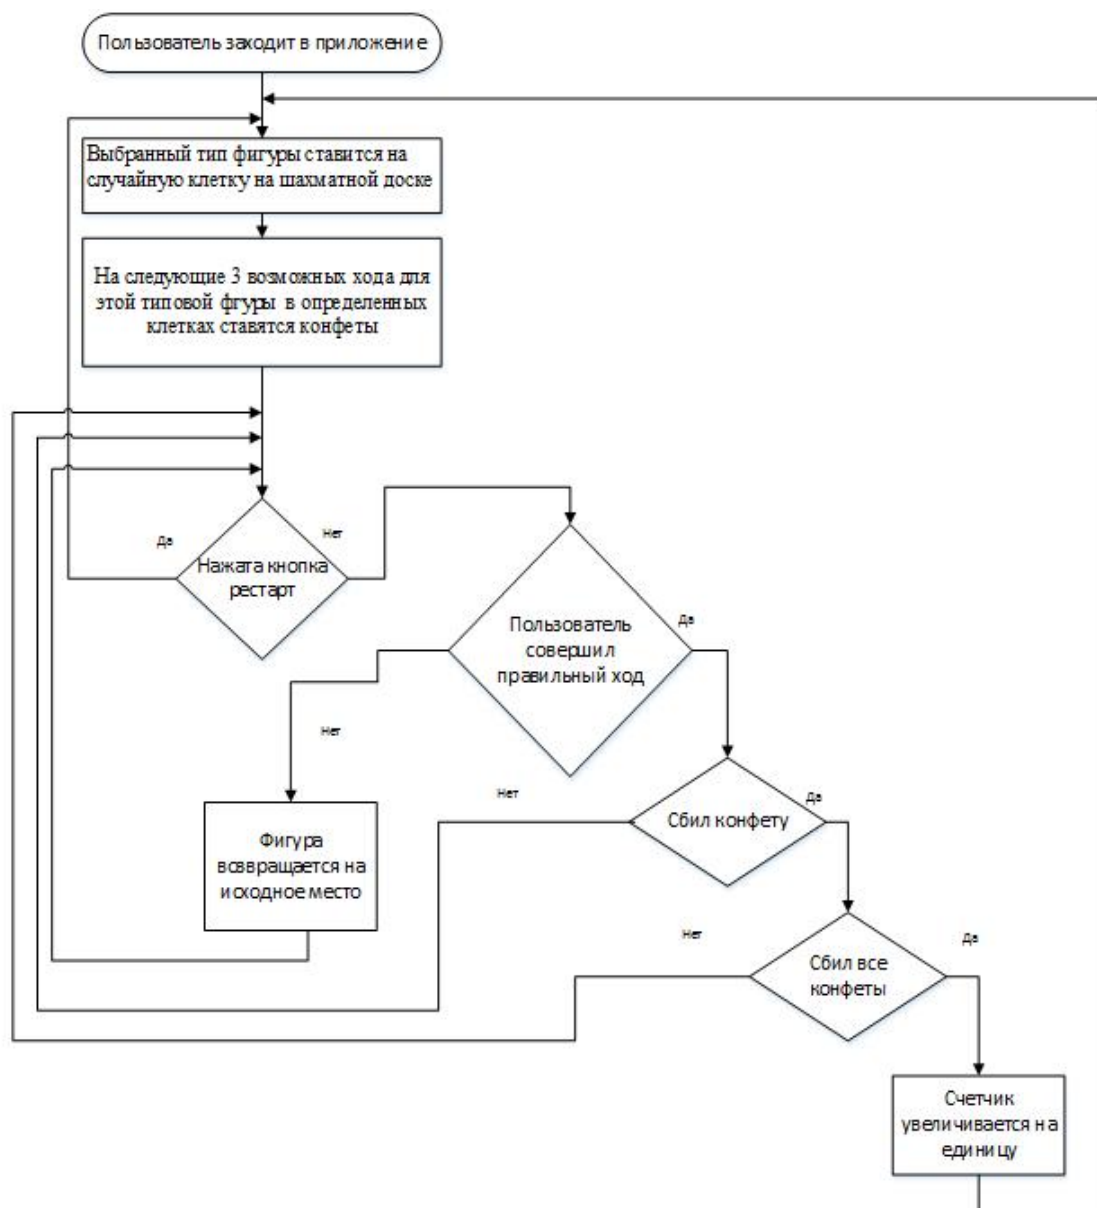 Пользователь заходит в приложение
Выбранный тип фигуры ставится на
случайную клетку на шахматной доске
На следующие 3 возможных хода для
этой типовой фгуры в определенных
клетках ставятся конфеты
Да
Нет
Нажата кнопка
рестарт
Пользователь
совершил
правильный ход
Да
Нет
Нет
Да
Сбил конфету
Фигура
возвращается на
исходное место
Нет
Да
Сбил все
конфеты
Счетчик
увеличивается на
единицу